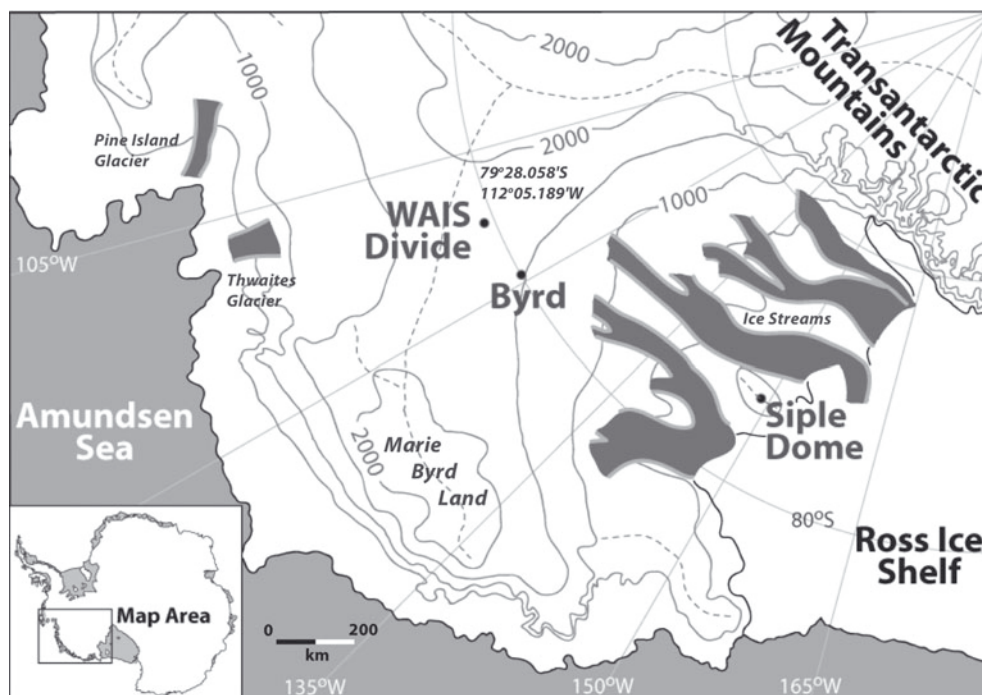 2000
1000
Transantarctic
Mountains
Pine Island
Glacier
2000
79°28.058'S
112°05.189'W
1000
WAIS
Divide
105°W
Thwaites
Glacier
Byrd
Ice Streams
Amundsen
Sea
2000
Marie
Byrd
Land
Siple
Dome
80°S
Ross Ice
Shelf
Map Area
0 200
km
135°W
150°W
165°W